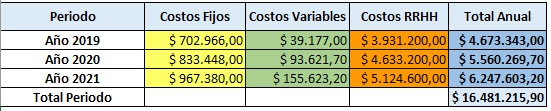 Periodo Costos Fijos Costos Variables Costos RRHH Total Anual
Año 2019 $ 702.966,00 $ 39.177,00 $ 3.931.200,00 $ 4.673.343,00
Año 2020 $ 833.448,00 $ 93.621,70 $ 4.633.200,00 $ 5.560.269,70
Año 2021 $ 967.380,00 $ 155.623,20 $ 5.124.600,00 $ 6.247.603,20
Total Periodo $ 16.481.215,90